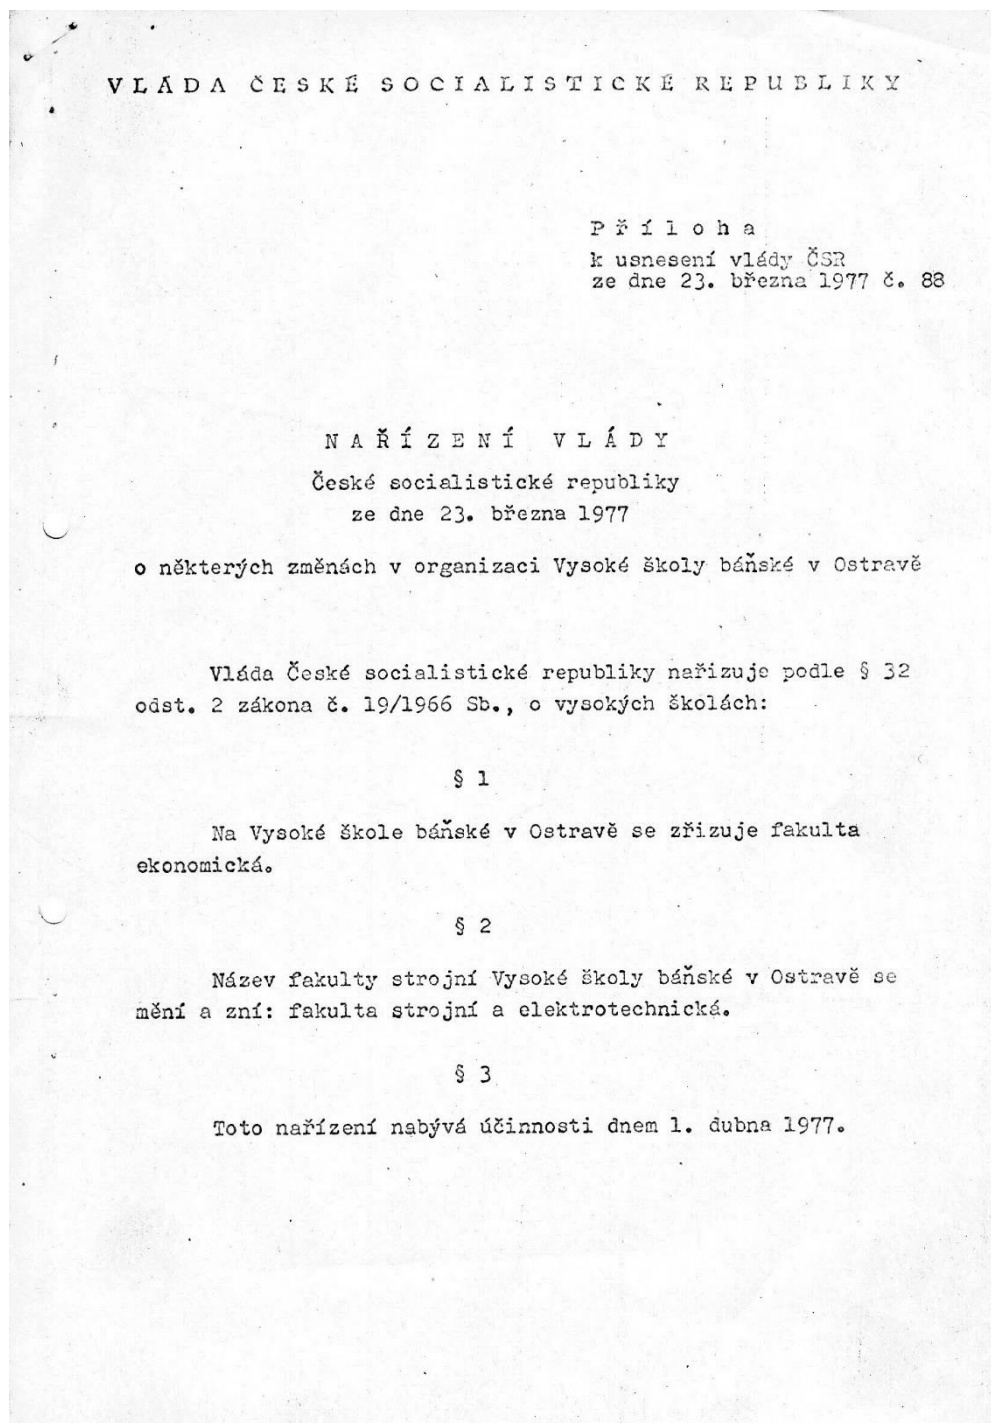 VLÁDA ČESKÉ SOCIALISTICKÉ REPUBLIKY
Příloha
k usnesení vlády ČSR
ze dne 23. března 1977 č. 88
NAŘÍZENÍ VLÁDY
České socialistické republiky
ze dne 23. března 1977
o některých změnách v organizaci Vysoké školy báňské v Ostravě
Vláda České socialistické republiky nařizuje podle § 32
odst. 2 zákona č. 19/1966 Sb., o vysokých školách:
§ 1
Na Vysoké škole báňské v Ostravě se zřizuje fakulta
ekonomická.
§ 2
Název fakulty strojní Vysoké školy báňské v Ostravě se
mění a zní: fakulta strojní a elektrotechnická.
§ 3
Toto nařízení nabývá účinnosti dnem 1. dubna 1977.